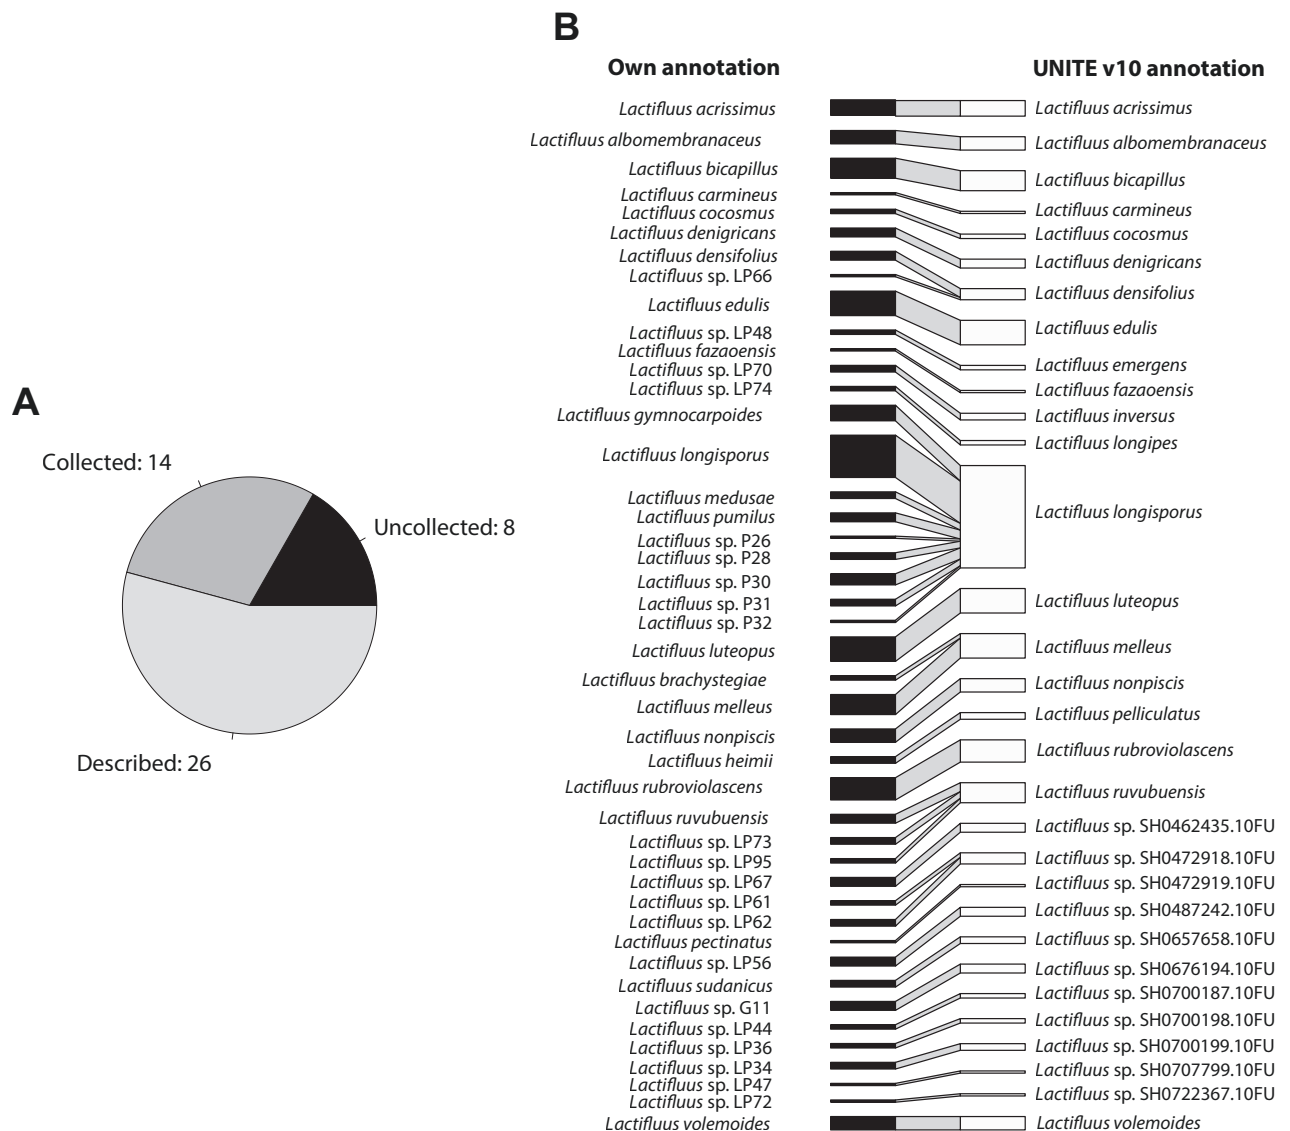 A
Collected: 14
Uncollected: 8
Described: 26
B
Own annotation
Lactifluus acrissimus
Lactifluus albomembranaceus
Lactifluus bicapillus
Lactifluus carmineus
Lactifluus cocosmus
Lactifluus denigricans
Lactifluus densifolius
Lactifluus sp. LP66
Lactifluus edulis
Lactifluus sp. LP48
Lactifluus fazaoensis
Lactifluus sp. LP70
Lactifluus sp. LP74
Lactifluus gymnocarpoides
Lactifluus longisporus
Lactifluus medusae
Lactifluus pumilus
Lactifluus sp. P26
Lactifluus sp. P28
Lactifluus sp. P30
Lactifluus sp. P31
Lactifluus sp. P32
Lactifluus luteopus
Lactifluus brachystegiae
Lactifluus melleus
Lactifluus nonpiscis
Lactifluus heimii
Lactifluus rubroviolascens
Lactifluus ruvubuensis
Lactifluus sp. LP73
Lactifluus sp. LP95
Lactifluus sp. LP67
Lactifluus sp. LP61
Lactifluus sp. LP62
Lactifluus pectinatus
Lactifluus sp. LP56
Lactifluus sudanicus
Lactifluus sp. G11
Lactifluus sp. LP44
Lactifluus sp. LP36
Lactifluus sp. LP34
Lactifluus sp. LP47
Lactifluus sp. LP72
Lactifluus volemoides
UNITE v10 annotation
Lactifluus acrissimus
Lactifluus albomembranaceus
Lactifluus bicapillus
Lactifluus carmineus
Lactifluus cocosmus
Lactifluus denigricans
Lactifluus densifolius
Lactifluus edulis
Lactifluus emergens
Lactifluus fazaoensis
Lactifluus inversus
Lactifluus longipes
Lactifluus longisporus
Lactifluus luteopus
Lactifluus melleus
Lactifluus nonpiscis
Lactifluus pelliculatus
Lactifluus rubroviolascens
Lactifluus ruvubuensis
Lactifluus sp. SH0462435.10FU
Lactifluus sp. SH0472918.10FU
Lactifluus sp. SH0472919.10FU
Lactifluus sp. SH0487242.10FU
Lactifluus sp. SH0657658.10FU
Lactifluus sp. SH0676194.10FU
Lactifluus sp. SH0700187.10FU
Lactifluus sp. SH0700198.10FU
Lactifluus sp. SH0700199.10FU
Lactifluus sp. SH0707799.10FU
Lactifluus sp. SH0722367.10FU
Lactifluus volemoides